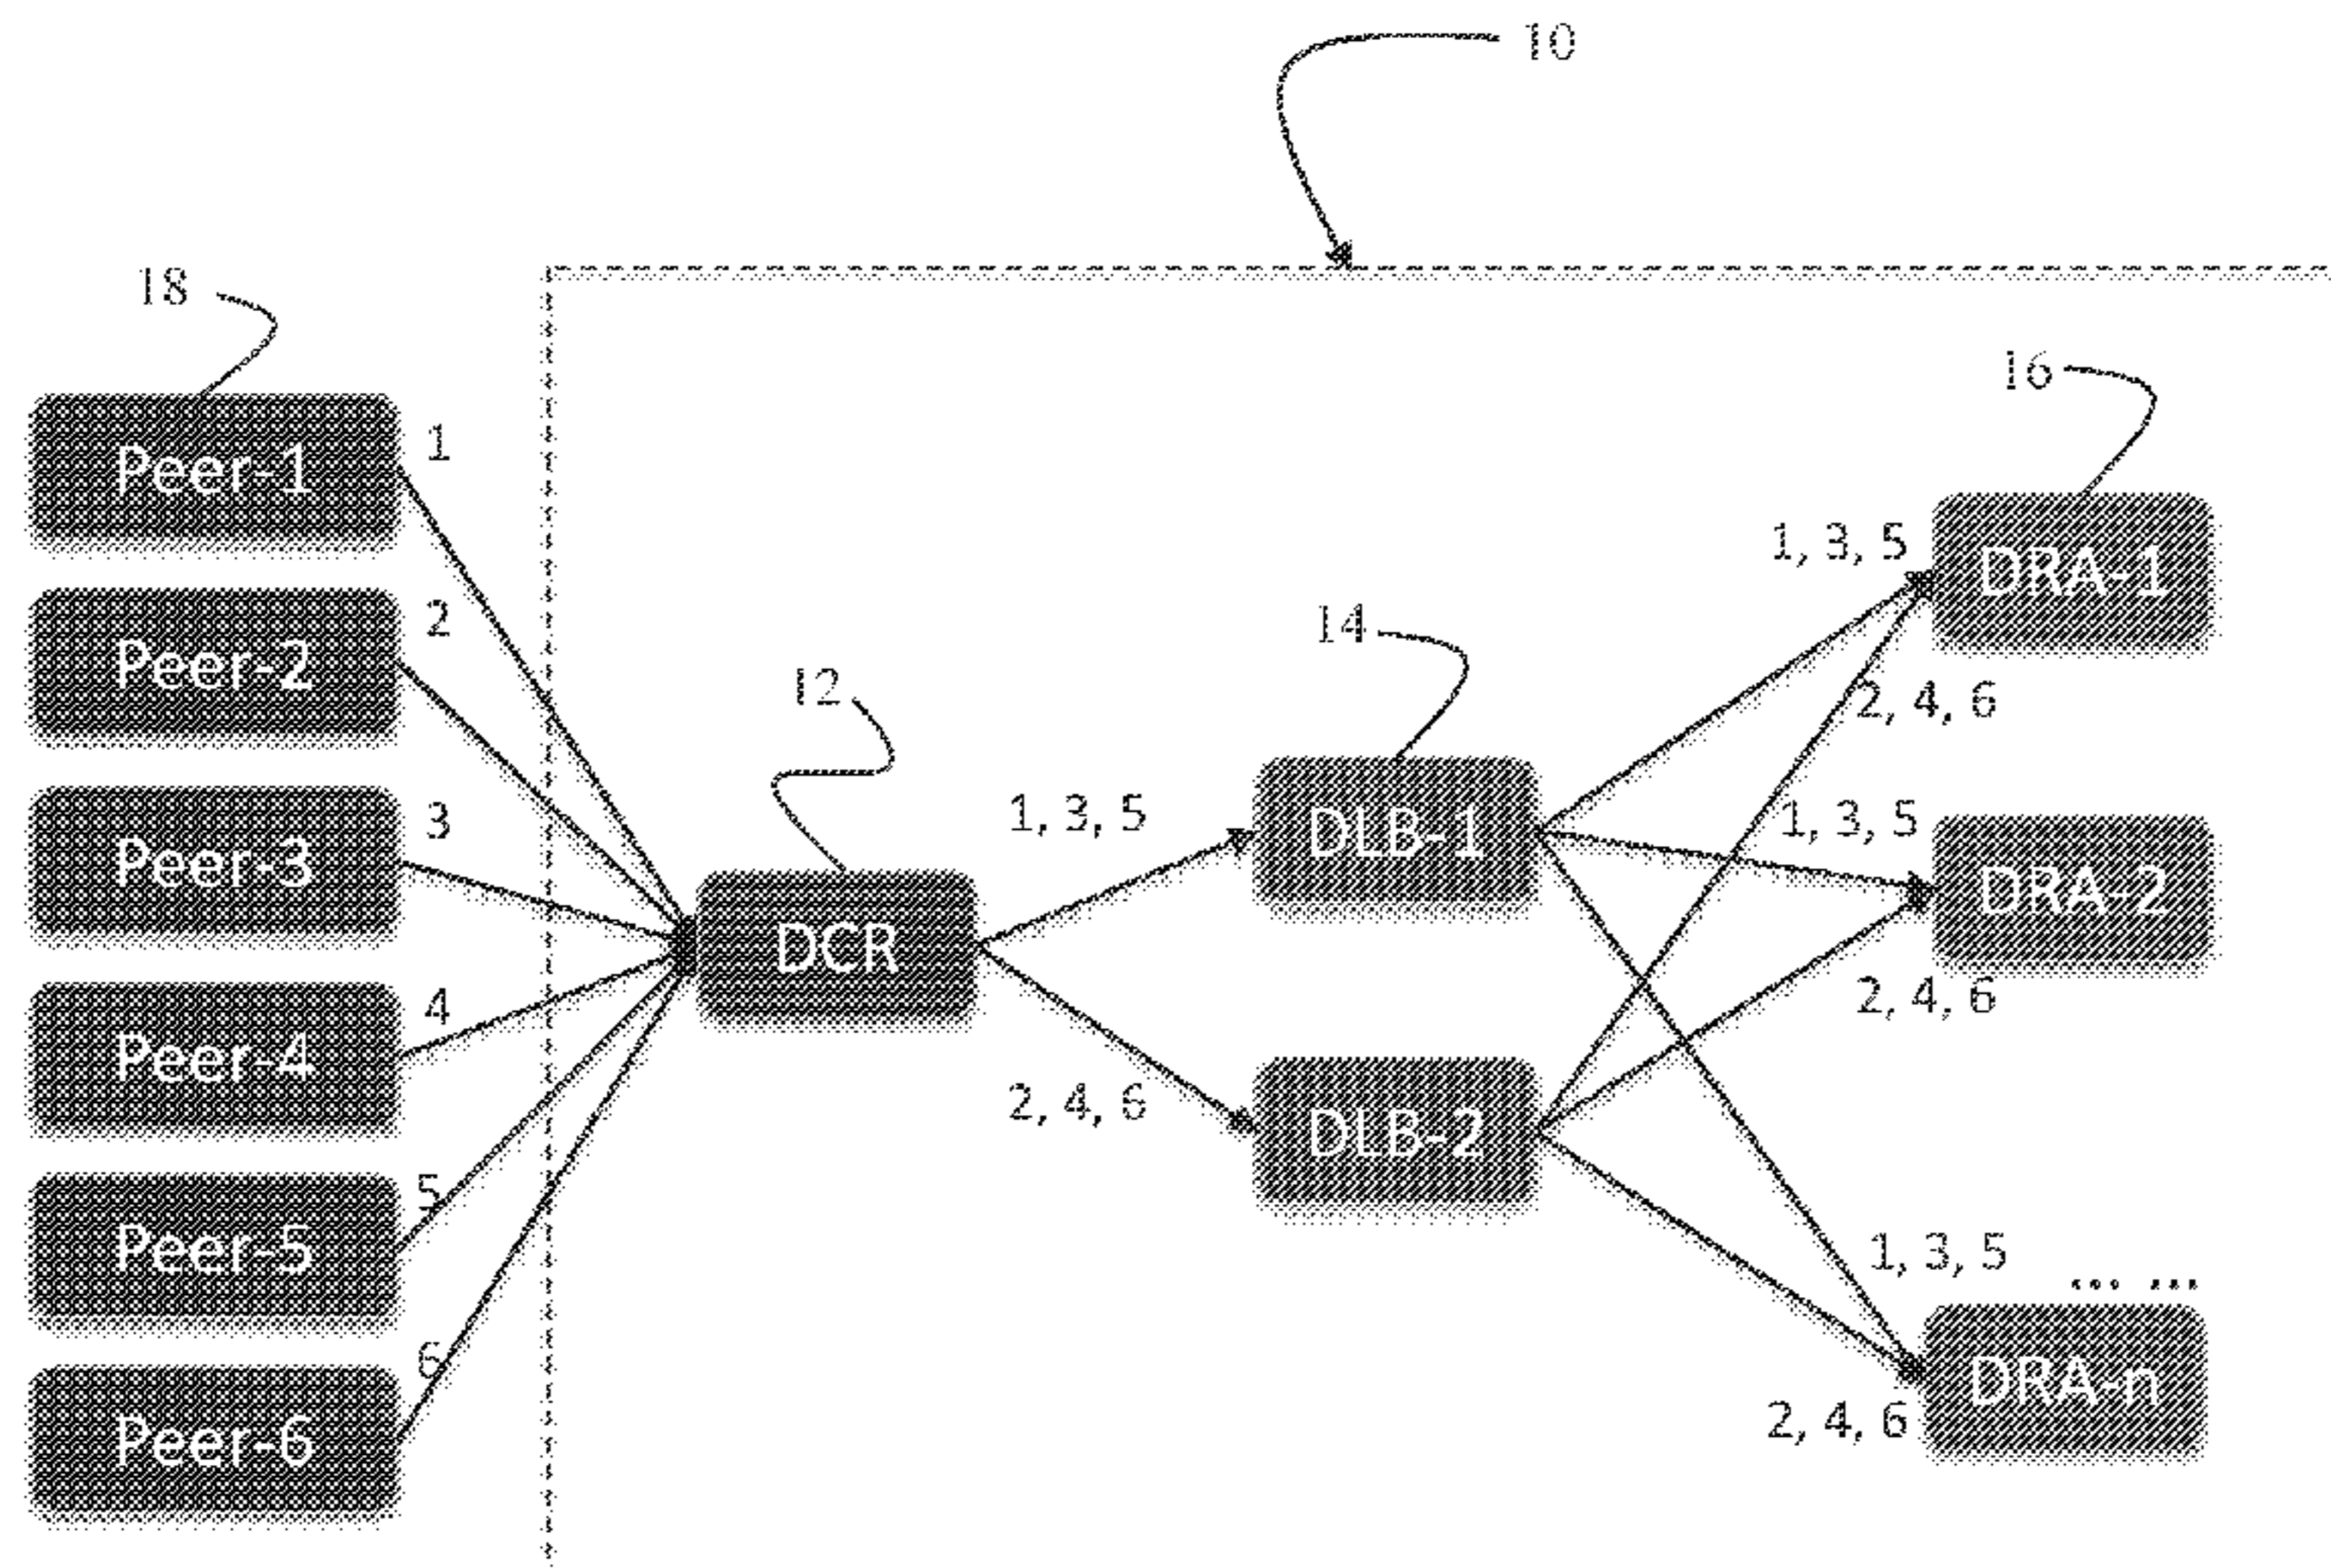 10
18
16
Peer-1
1
1, 3, 5
DRA-1
Peer-2
2
14
12
2, 4, 6
Peer-3
3
1, 3, 5
DLB-1
1, 3, 5
DRA-2
DCR
Peer-4
4
2, 4, 6
2, 4, 6
DLB-2
Peer-5
5
1, 3, 5
... ...
Peer-6
6
DRA-n
2, 4, 6